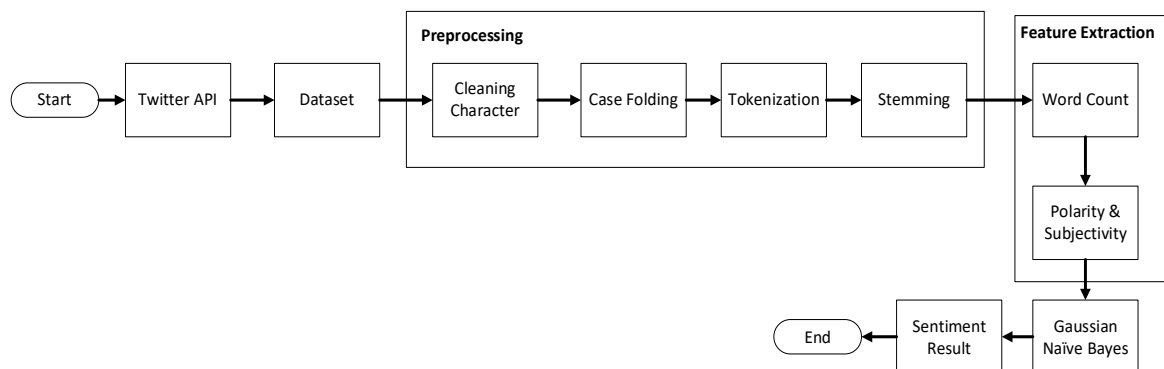 Preprocessing
Feature Extraction
Start
Twitter API
Dataset
Cleaning
Character
Case Folding
Tokenization
Stemming
Word Count
Polarity &
Subjectivity
Gaussian
Naïve Bayes
Sentiment
Result
End